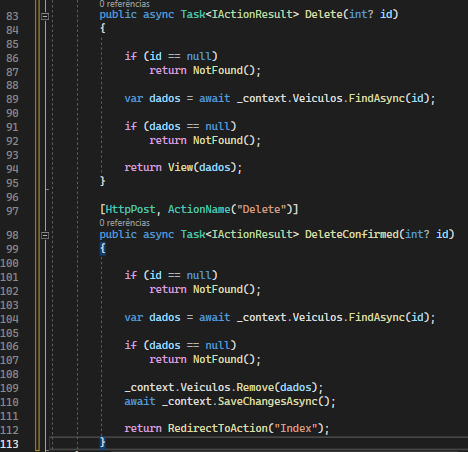 0 referências
83 public async Task<IActionResult> Delete(int? id)
84 {
85
86 if (id == null)
87 return NotFound();
88
89 var dados = await _context.Veiculos.FindAsync(id);
90
91 if (dados == null)
92 return NotFound();
93
94 return View(dados);
95 }
96
97 [HttpPost, ActionName("Delete")]
0 referências
98 public async Task<IActionResult> DeleteConfirmed(int? id)
99 {
100
101 if (id == null)
102 return NotFound();
103
104 var dados = await _context.Veiculos.FindAsync(id);
105
106 if (dados == null)
107 return NotFound();
108
109 _context.Veiculos.Remove(dados);
110 await _context.SaveChangesAsync();
111
112 return RedirectToAction("Index");
113 }